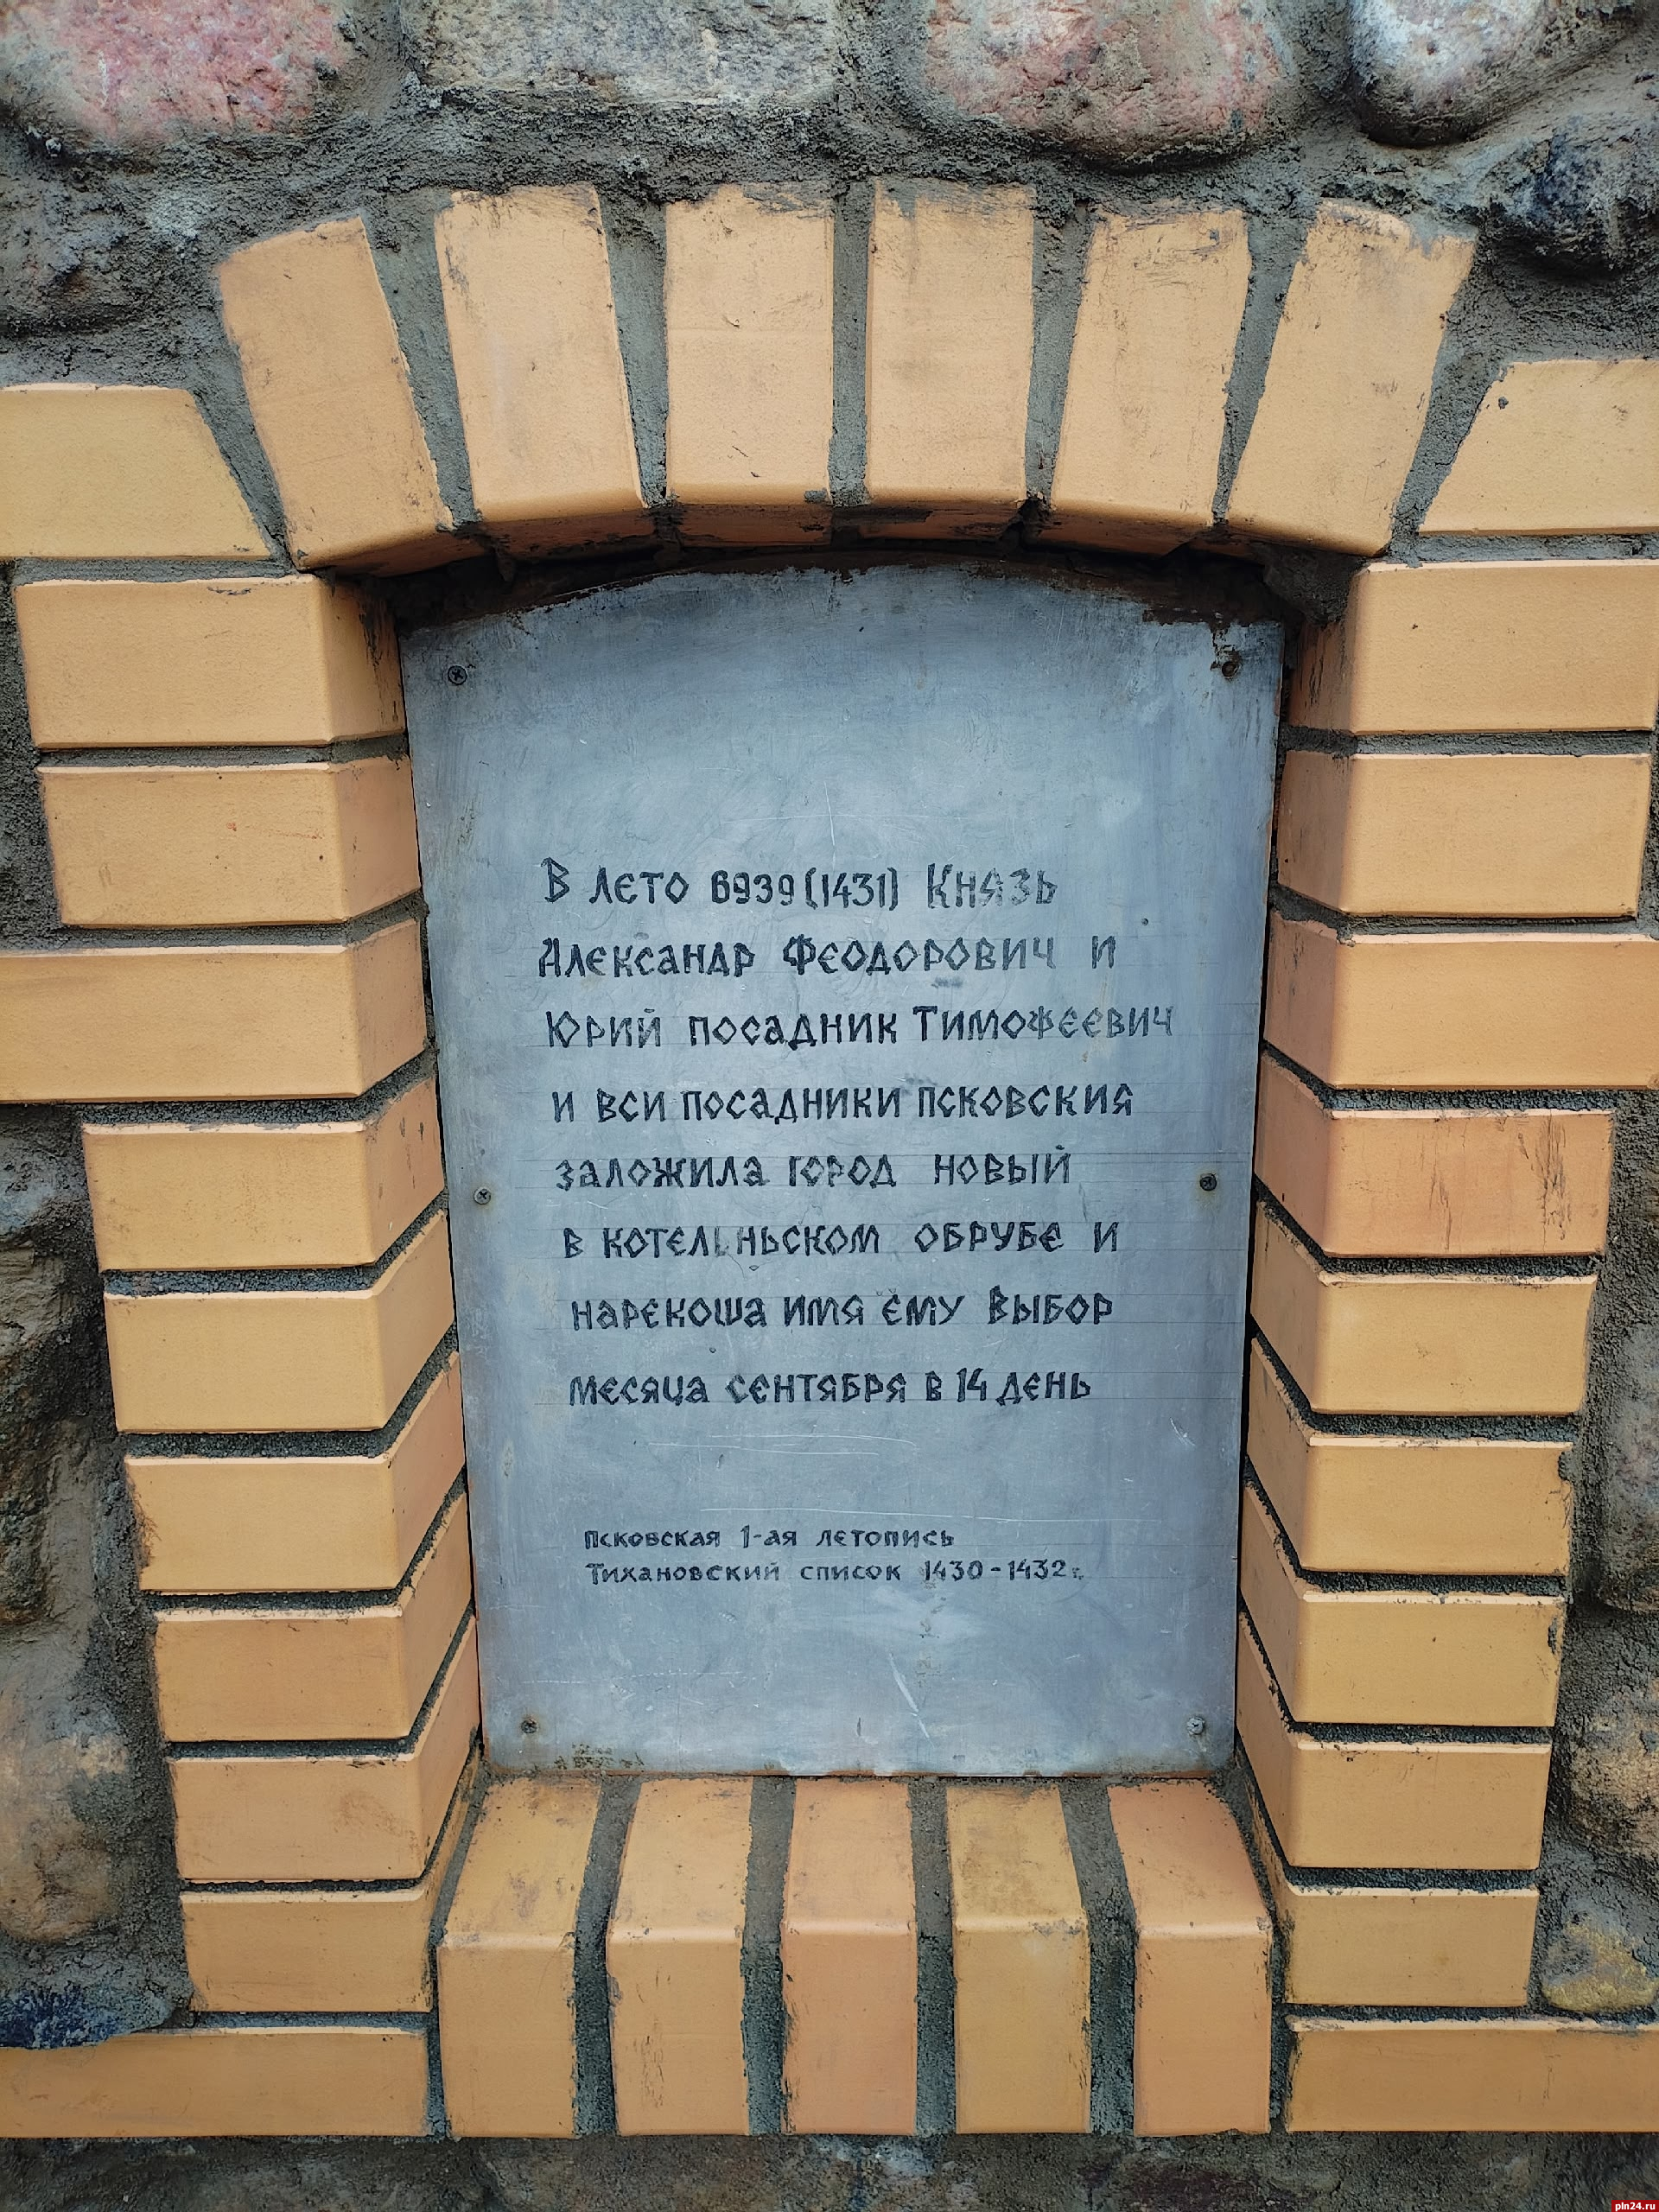 В лето 6939 (1431) Князь
Александр Феодорович и
Юрий посадник Тимофеевич
и вси посадники псковския
заложила город новый
в котельньском обрубе и
нарекоша имя ему Выбор
месяца сентября в 14 день
псковская 1-ая летопись
Тихановский список 1430-1432г.
pln24.ru